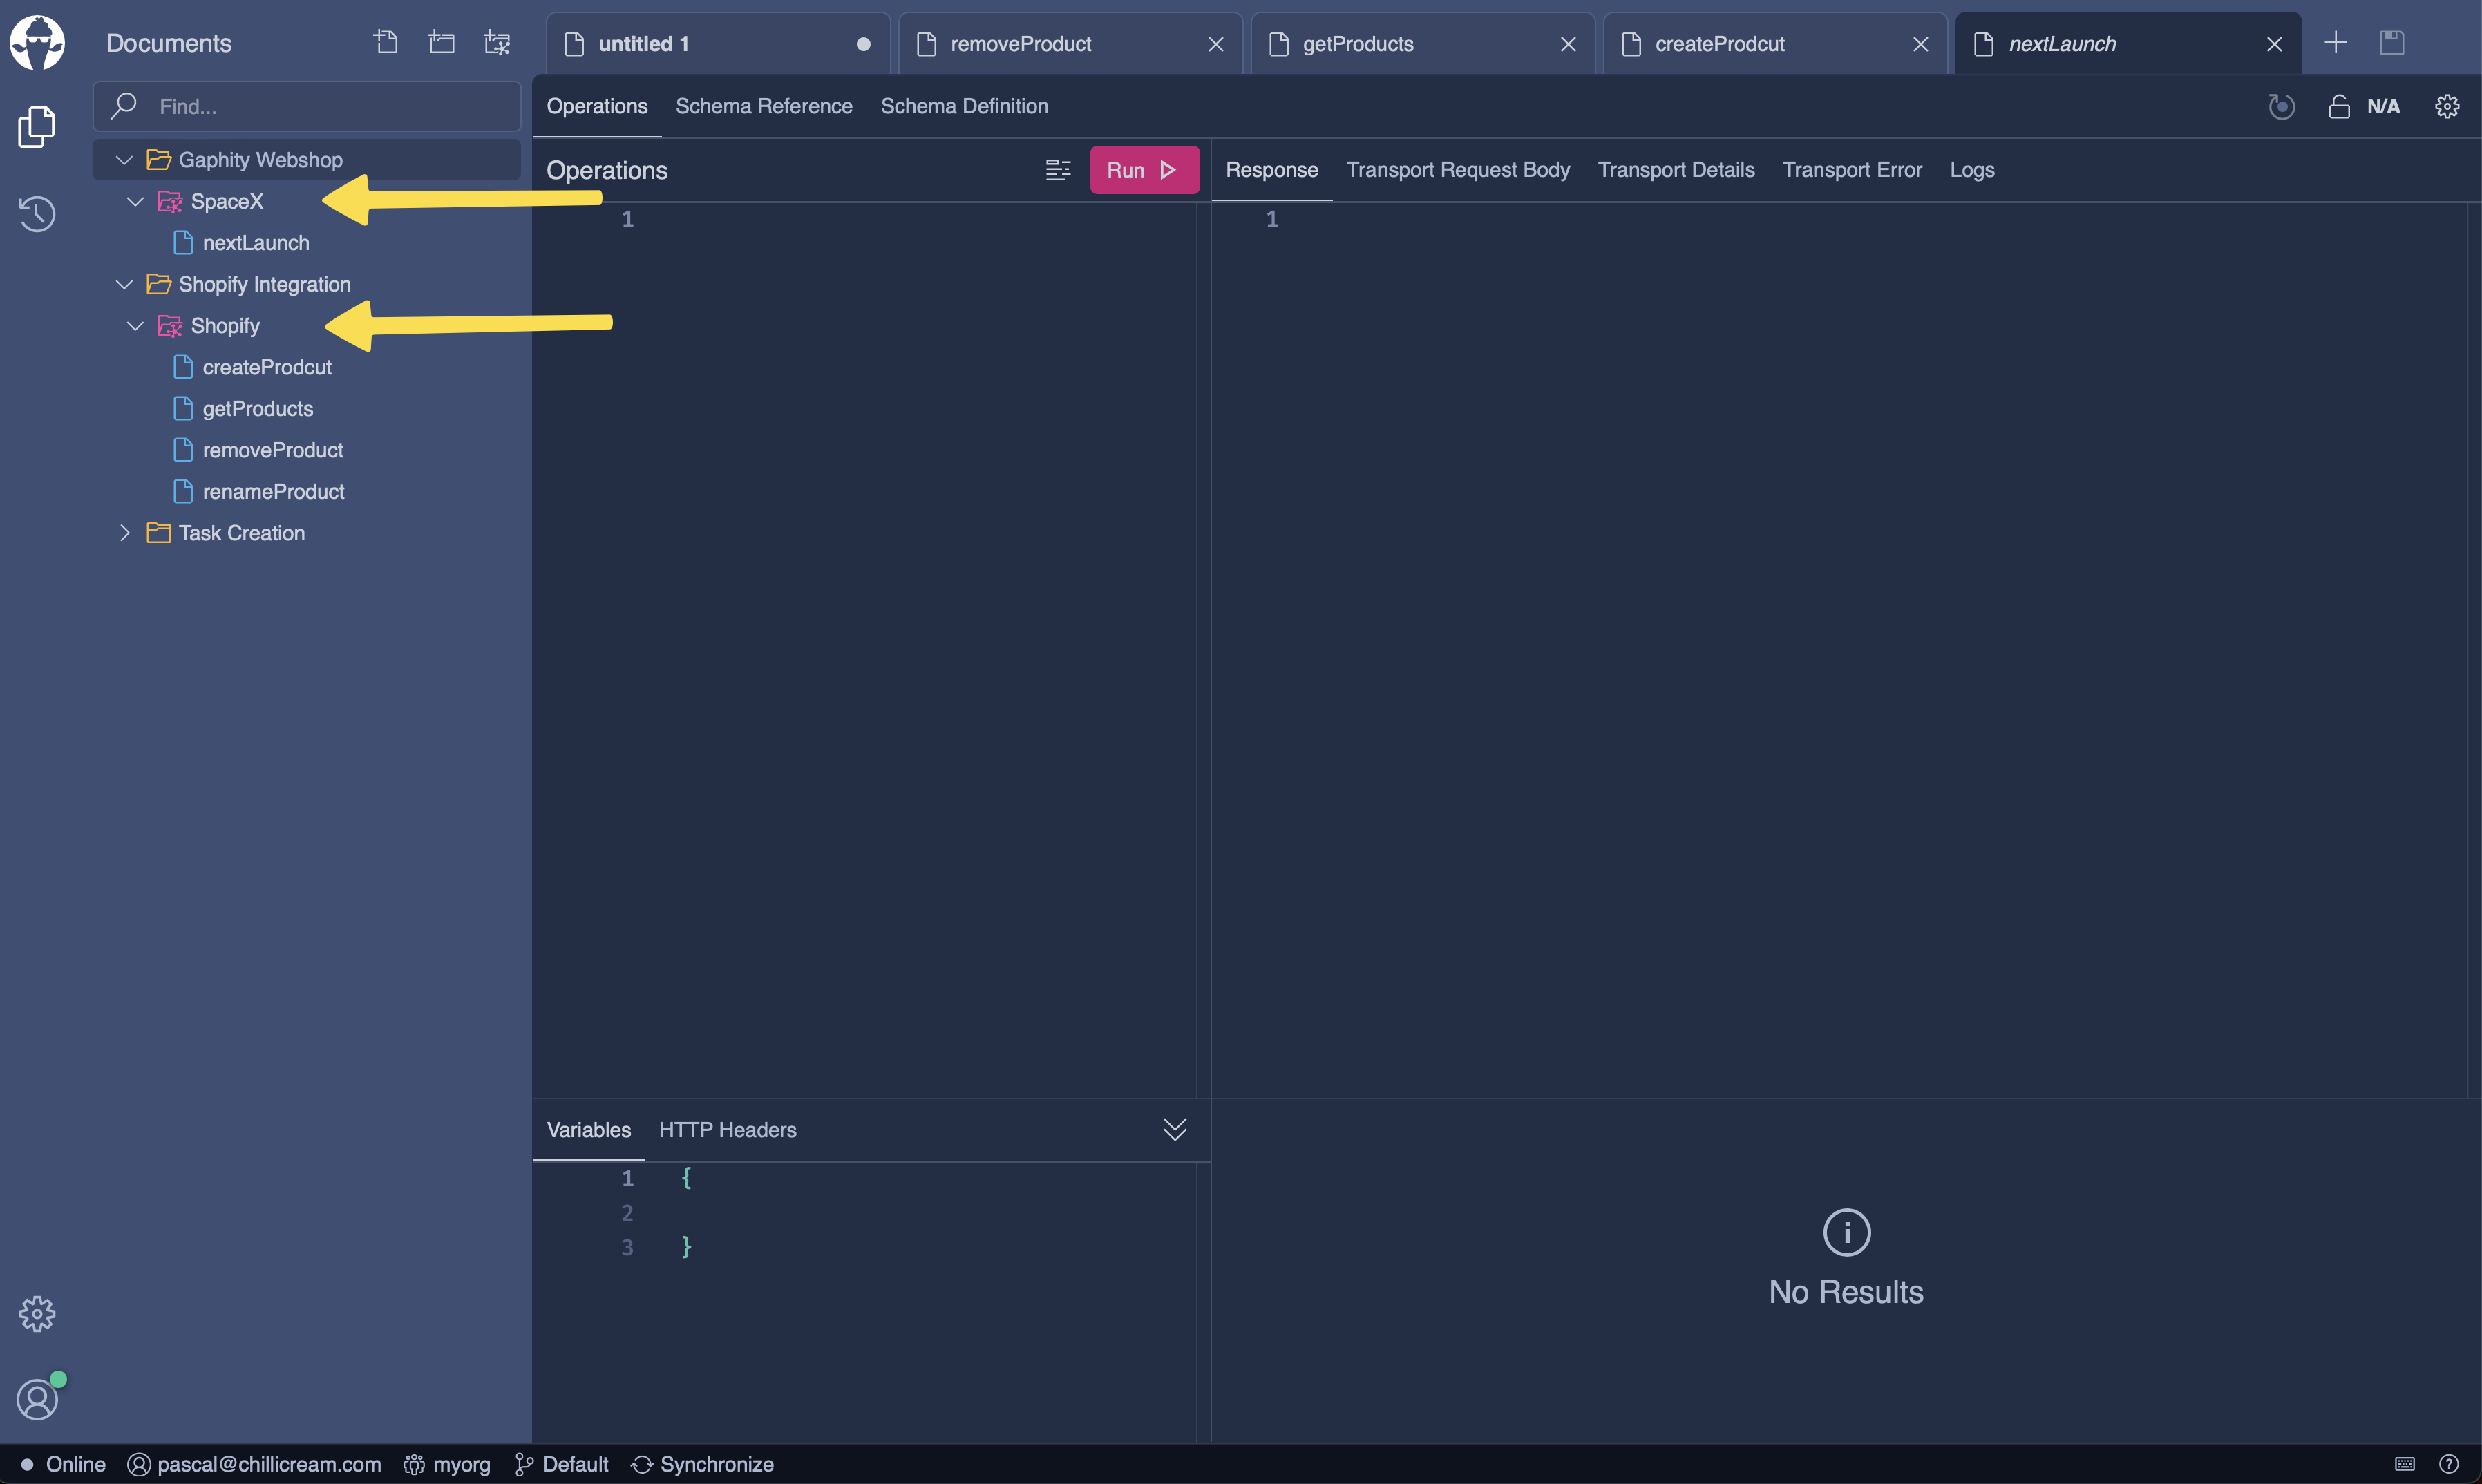 Documents
untitled 1
removeProduct
getProducts
createProdcut
nextLaunch
Find...
Operations
Schema Reference
Schema Definition
N/A
Gaphity Webshop
SpaceX
nextLaunch
Shopify Integration
Shopify
createProdcut
getProducts
removeProduct
renameProduct
Task Creation
Operations
Run
1
Response
Transport Request Body
Transport Details
Transport Error
Logs
1
Variables
HTTP Headers
1 {
2
3 }
No Results
Online
pascal@chillicream.com
myorg
Default
Synchronize